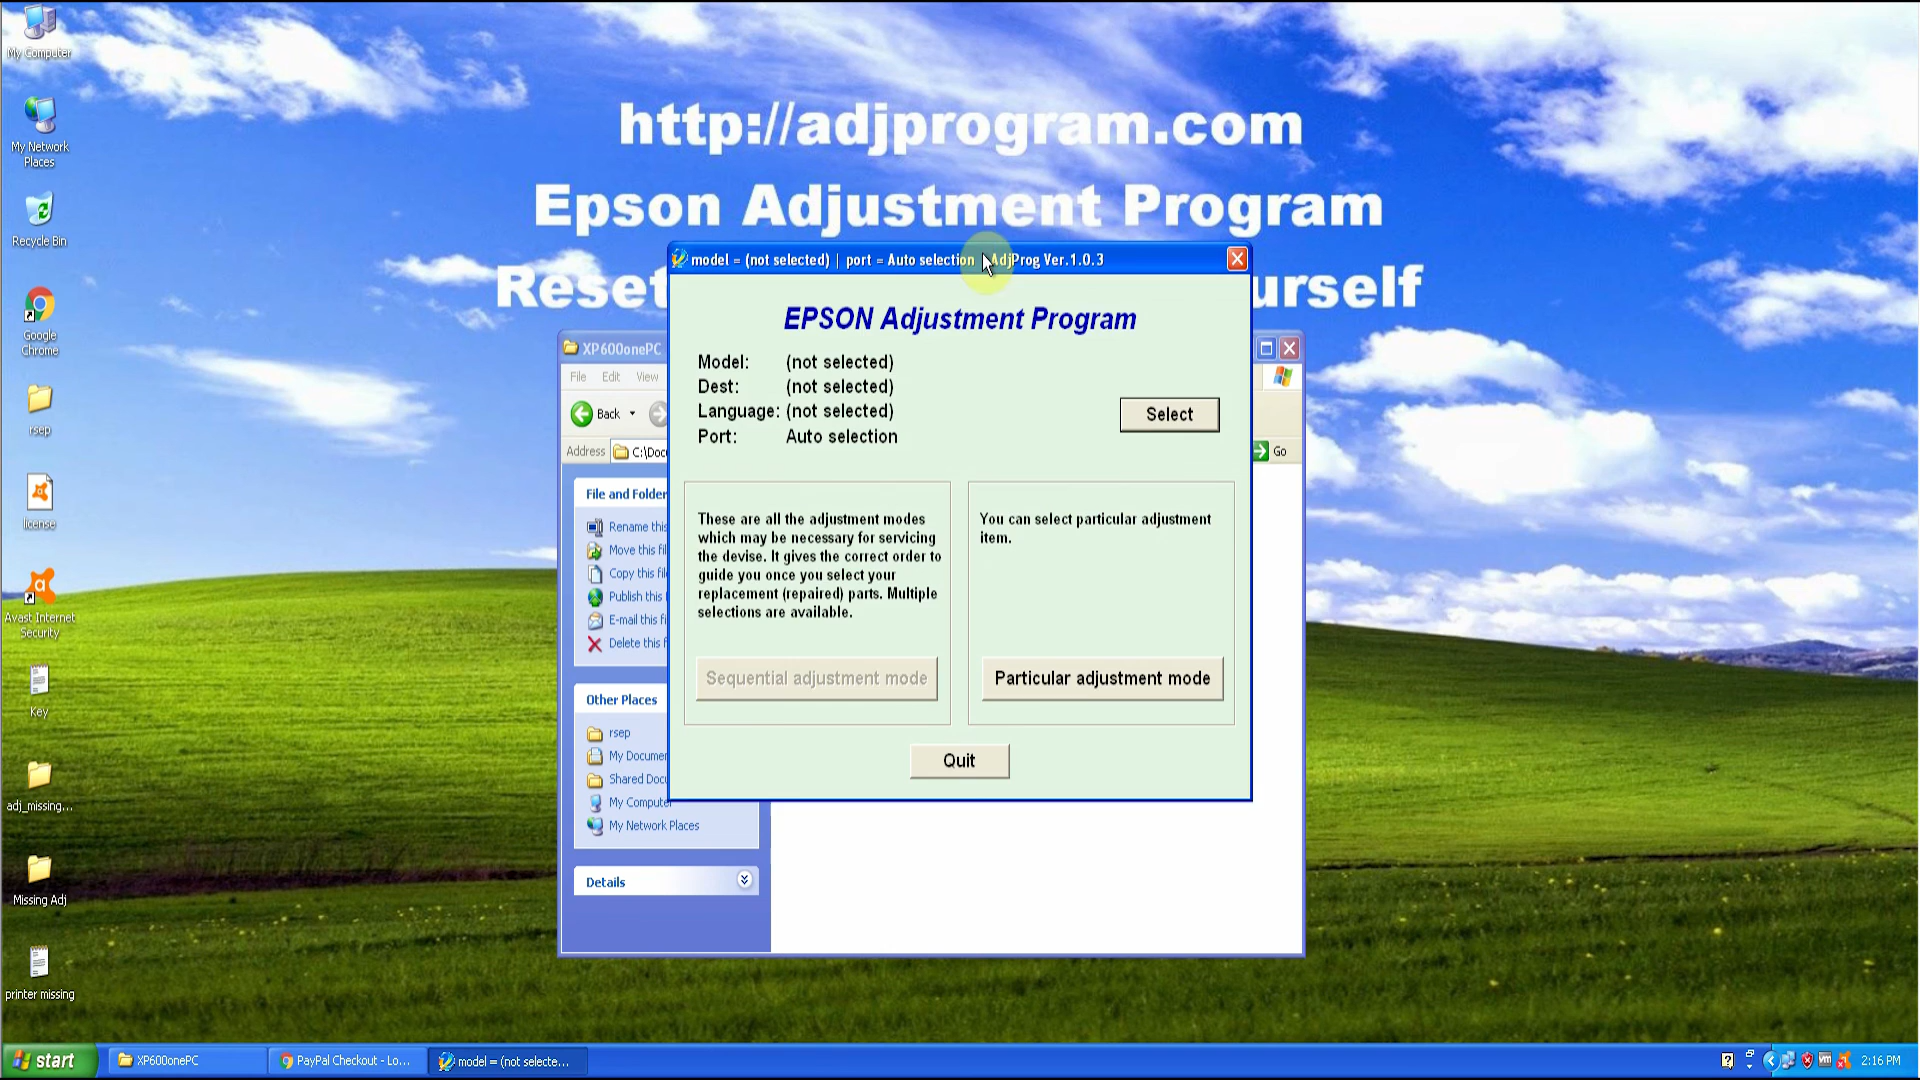 My Computer
My Network
Places
Recycle Bin
Google
Chrome
rsep
license
Avast Internet
Security
Key
adj_missing...
Missing Adj
printer missing
http://adjprogram.com
Epson Adjustment Program
Reset
urself
XP600onePC
File Edit View
Back
Address C:\Doc
Go
File and Folder
Rename this
Move this fil
Copy this file
Publish this
E-mail this fi
Delete this f
Other Places
rsep
My Documen
Shared Docu
My Computer
My Network Places
Details
model = (not selected) | port = Auto selection AdjProg Ver.1.0.3
EPSON Adjustment Program
Model: (not selected)
Dest: (not selected)
Language: (not selected)
Port: Auto selection
Select
These are all the adjustment modes
which may be necessary for servicing
the devise. It gives the correct order to
guide you once you select your
replacement (repaired) parts. Multiple
selections are available.
Sequential adjustment mode
You can select particular adjustment
item.
Particular adjustment mode
Quit
start
XP600onePC
PayPal Checkout - Lo...
model = (not selecte...
2:16 PM